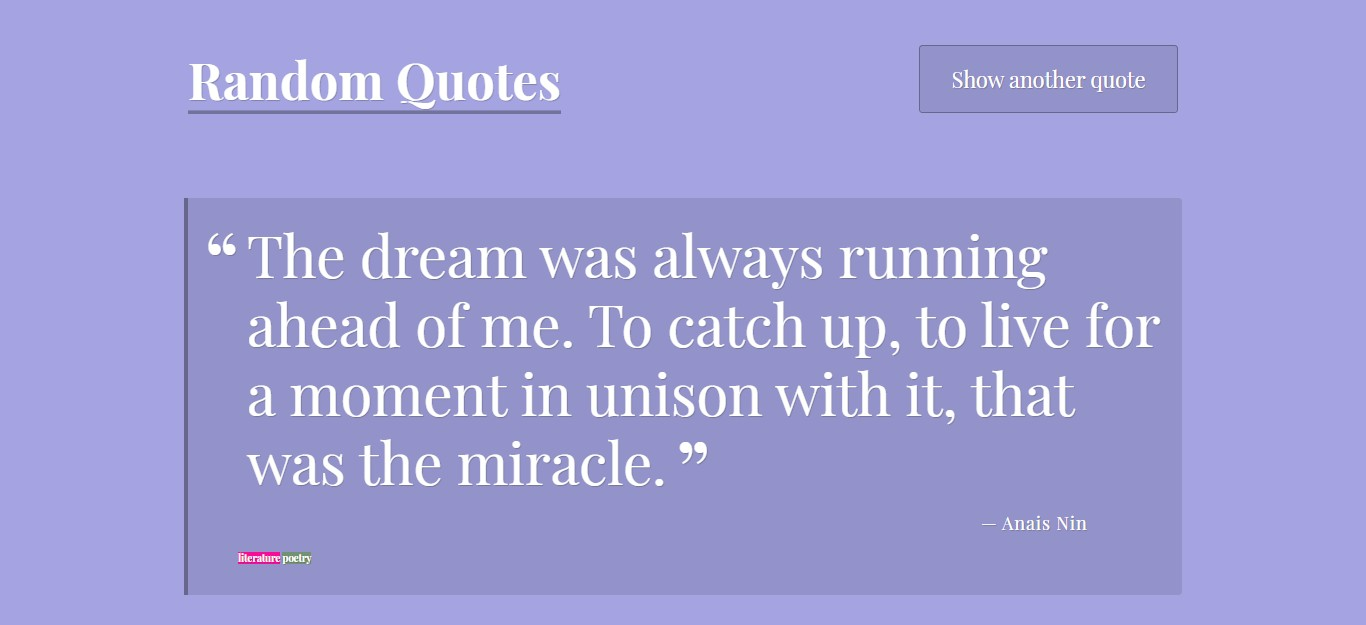 Random Quotes
Show another quote
“ The dream was always running
ahead of me. To catch up, to live for
a moment in unison with it, that
was the miracle. ”
— Anais Nin
literature poetry